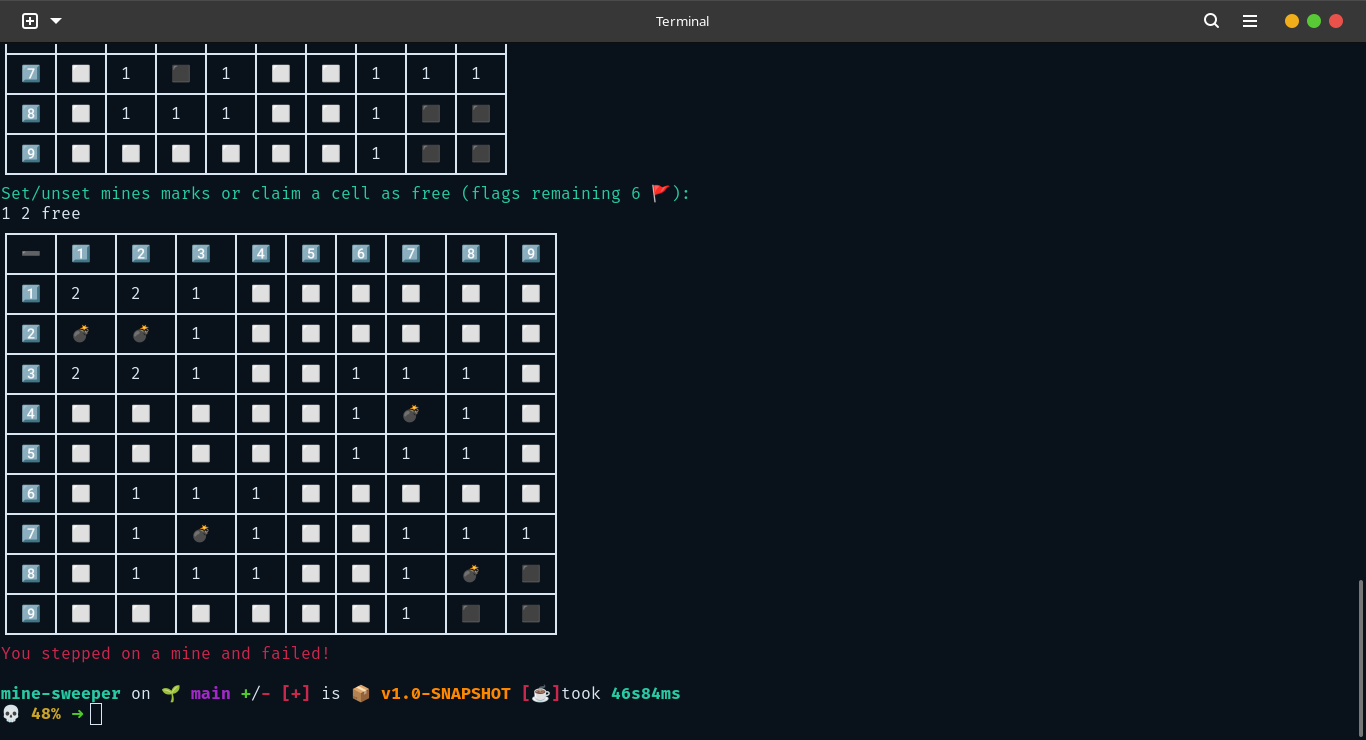 Terminal
7️⃣ ⬜ 1 ⬛ 1 ⬜ ⬜ 1 1 1
8️⃣ ⬜ 1 1 1 ⬜ ⬜ 1 ⬛ ⬛
9️⃣ ⬜ ⬜ ⬜ ⬜ ⬜ ⬜ 1 ⬛ ⬛
Set/unset mines marks or claim a cell as free (flags remaining 6 🚩):
1 2 free
➖ 1️⃣ 2️⃣ 3️⃣ 4️⃣ 5️⃣ 6️⃣ 7️⃣ 8️⃣ 9️⃣
1️⃣ 2 2 1 ⬜ ⬜ ⬜ ⬜ ⬜ ⬜
2️⃣ 💣 💣 1 ⬜ ⬜ ⬜ ⬜ ⬜ ⬜
3️⃣ 2 2 1 ⬜ ⬜ 1 1 1 ⬜
4️⃣ ⬜ ⬜ ⬜ ⬜ ⬜ 1 💣 1 ⬜
5️⃣ ⬜ ⬜ ⬜ ⬜ ⬜ 1 1 1 ⬜
6️⃣ ⬜ 1 1 1 ⬜ ⬜ ⬜ ⬜ ⬜
7️⃣ ⬜ 1 💣 1 ⬜ ⬜ 1 1 1
8️⃣ ⬜ 1 1 1 ⬜ ⬜ 1 💣 ⬛
9️⃣ ⬜ ⬜ ⬜ ⬜ ⬜ ⬜ 1 ⬛ ⬛
You stepped on a mine and failed!
mine-sweeper on 🌱 main +/- [+] is 📦 v1.0-SNAPSHOT [☕]took 46s84ms
💀 48% ➜